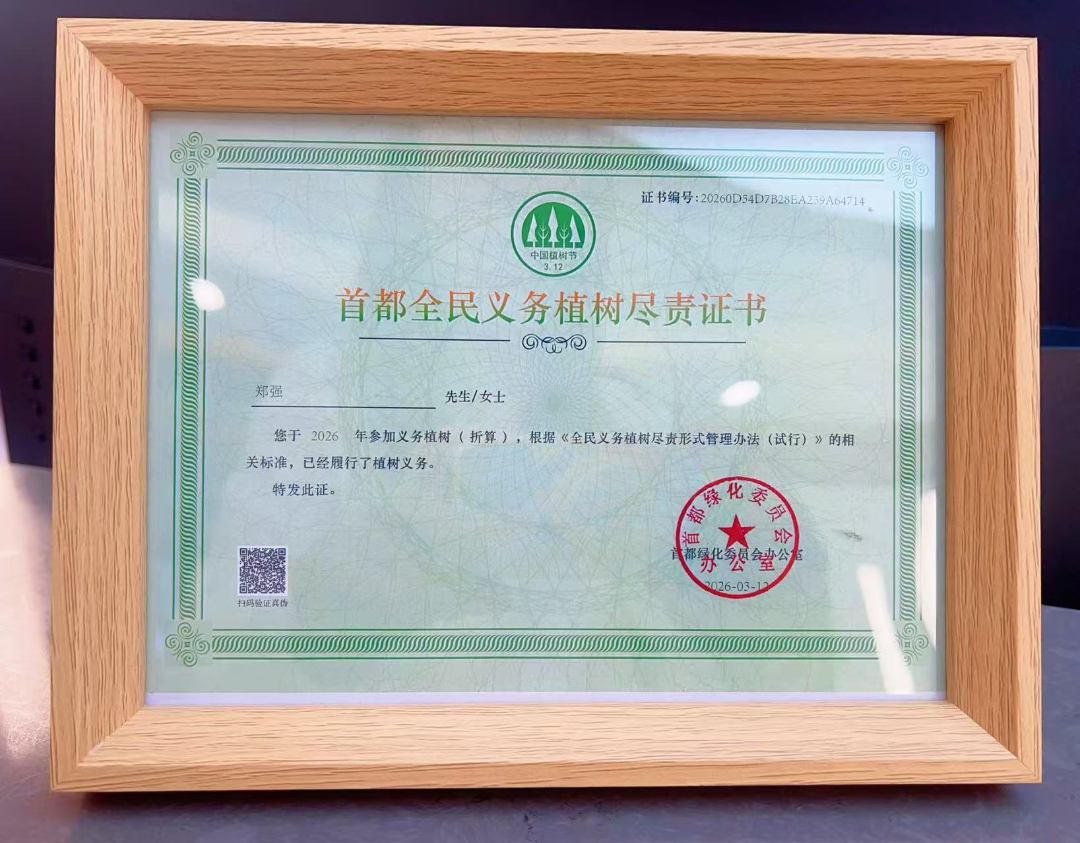 证书编号:20260D54D7B28EA239A64714
中国植树节
3.12
首都全民义务植树尽责证书
郑强 先生/女士
您于 2026 年参加义务植树（折算），根据《全民义务植树尽责形式管理办法（试行）》的相
关标准，已经履行了植树义务。
特发此证。
首都绿化委员会
办公室
首都绿化委员会办公室
2026-03-12
扫码验证真伪